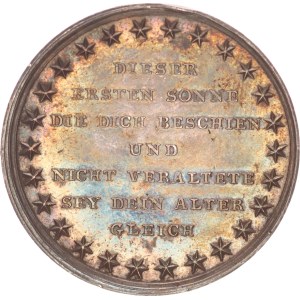 DIESER
ERSTEN SONNE
DIE DICH BESCHIEN
UND
NICHT VERALTETE
SEY DEIN ALTER
GLEICH